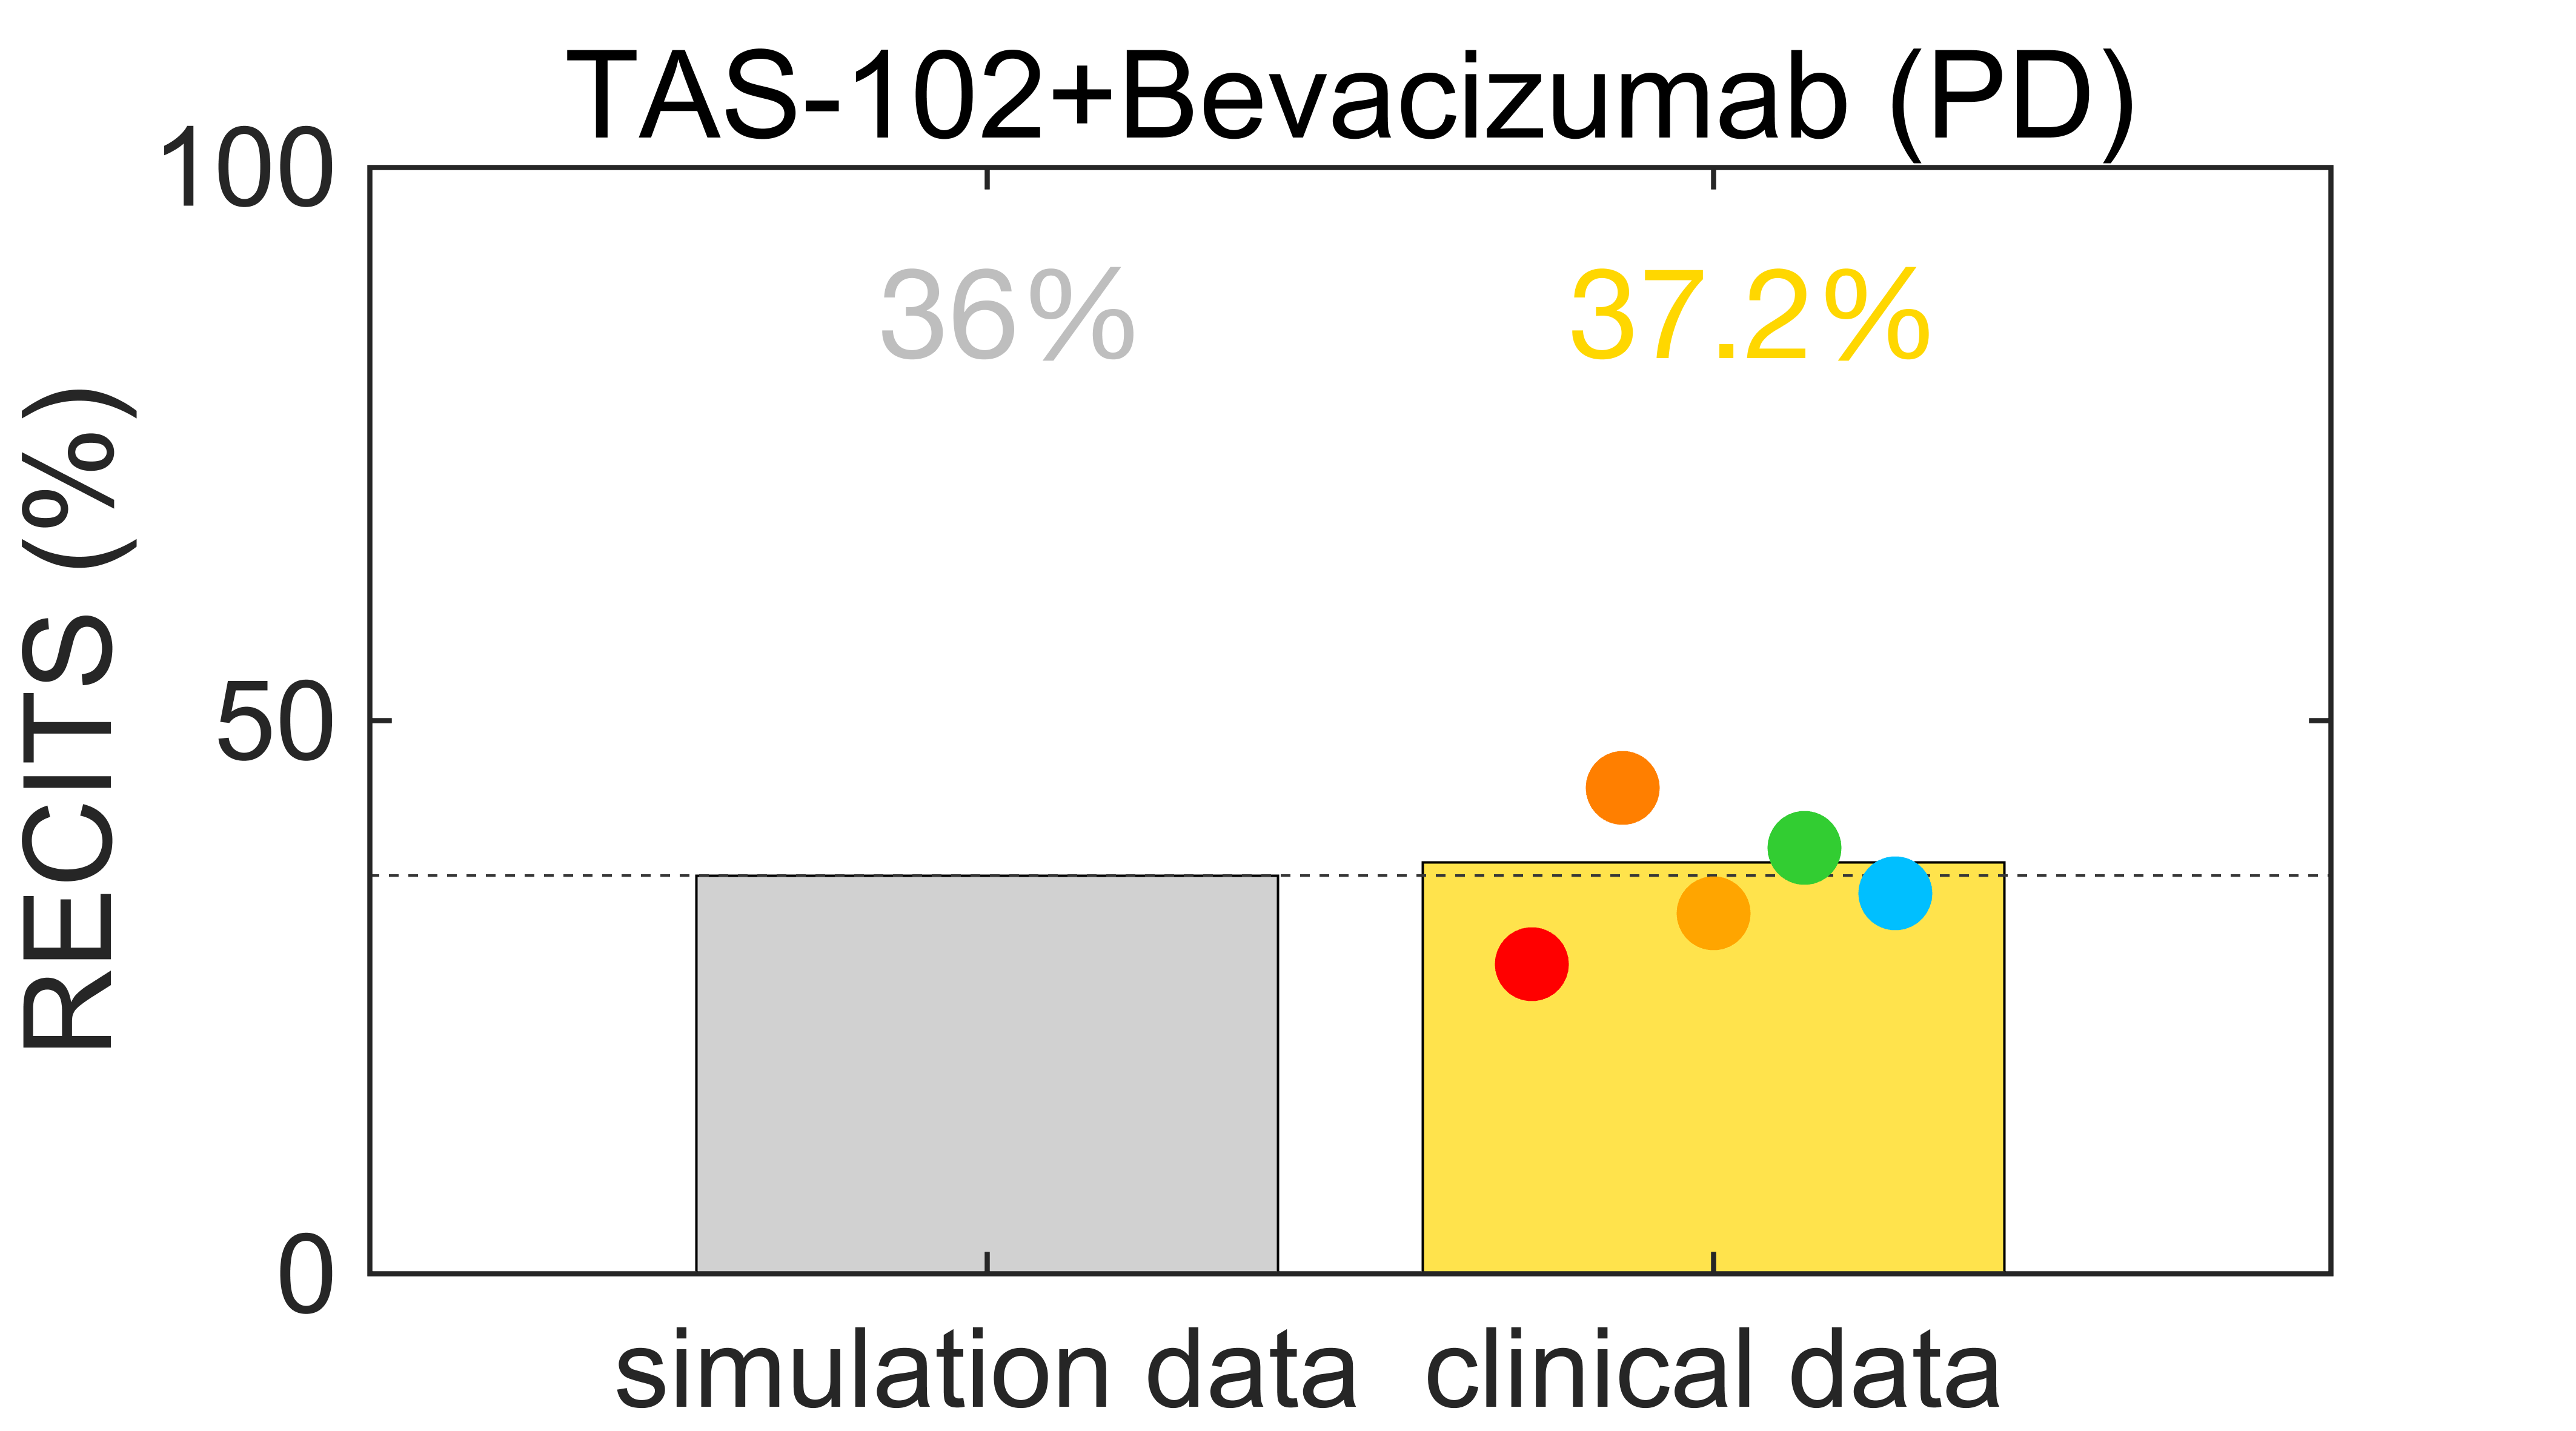 TAS-102+Bevacizumab (PD)
100
36%
37.2%
RECITS (%)
50
0
simulation data
clinical data